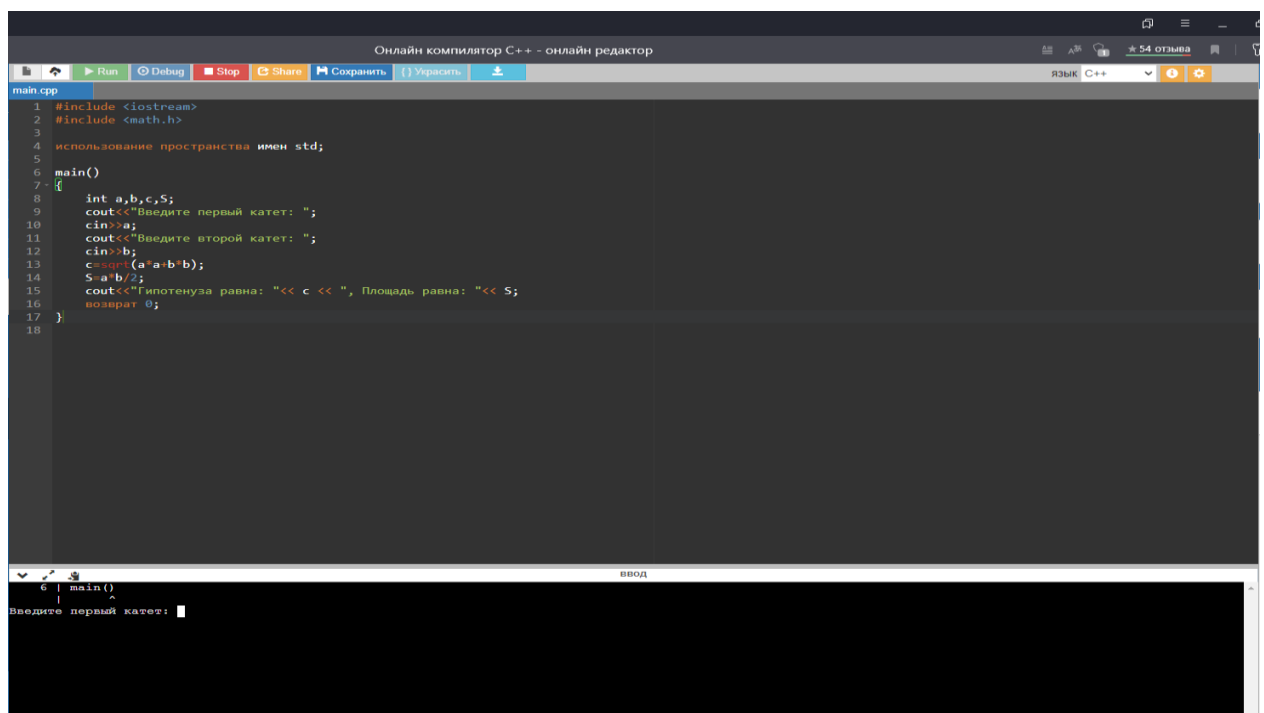 Онлайн компилятор C++ - онлайн редактор
★ 54 отзыва
Run Debug Stop Share Сохранить {} Украсить
язык C++
main.cpp
1 #include <iostream>
2 #include <math.h>
3
4 использование пространства имен std;
5
6 main()
7 {
8 int a,b,c,S;
9 cout<<"Введите первый катет: ";
10 cin>>a;
11 cout<<"Введите второй катет: ";
12 cin>>b;
13 c=sqrt(a*a+b*b);
14 S=a*b/2;
15 cout<<"Гипотенуза равна: "<< c << ", Площадь равна: "<< S;
16 возврат 0;
17 }
18
ввод
6 | main()
| ^
Введите первый катет: